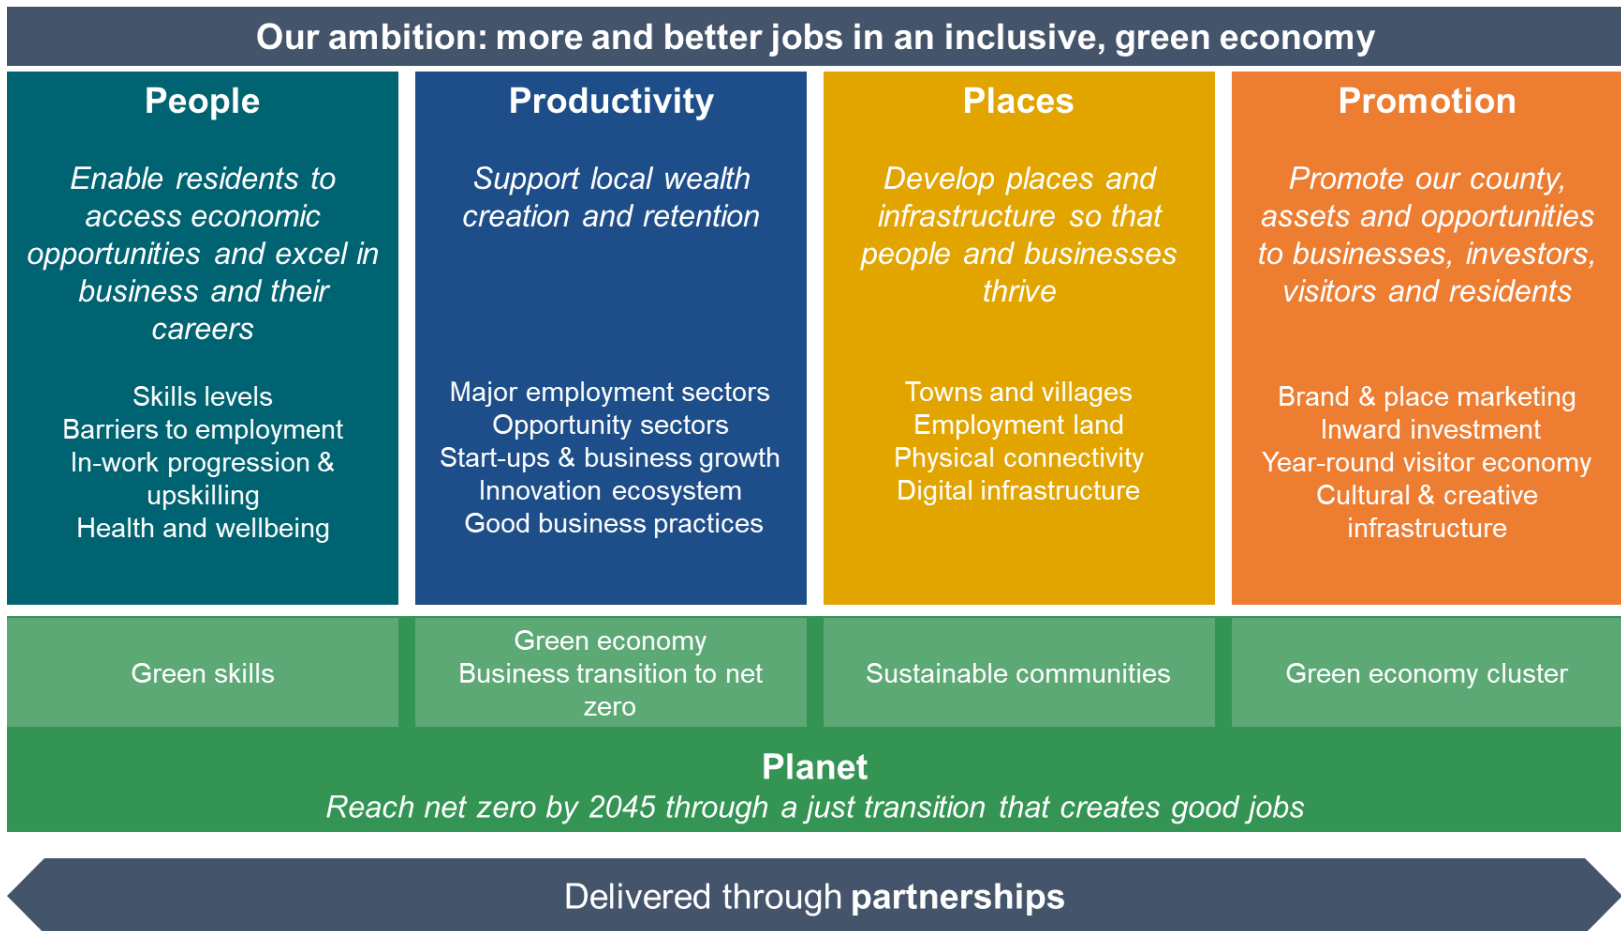 Our ambition: more and better jobs in an inclusive, green economy
People
Enable residents to
access economic
opportunities and excel in
business and their
careers
Skills levels
Barriers to employment
In-work progression &
upskilling
Health and wellbeing
Productivity
Support local wealth
creation and retention
Major employment sectors
Opportunity sectors
Start-ups & business growth
Innovation ecosystem
Good business practices
Places
Develop places and
infrastructure so that
people and businesses
thrive
Towns and villages
Employment land
Physical connectivity
Digital infrastructure
Promotion
Promote our county,
assets and opportunities
to businesses, investors,
visitors and residents
Brand & place marketing
Inward investment
Year-round visitor economy
Cultural & creative
infrastructure
Green skills
Green economy
Business transition to net
zero
Sustainable communities
Green economy cluster
Planet
Reach net zero by 2045 through a just transition that creates good jobs
Delivered through partnerships